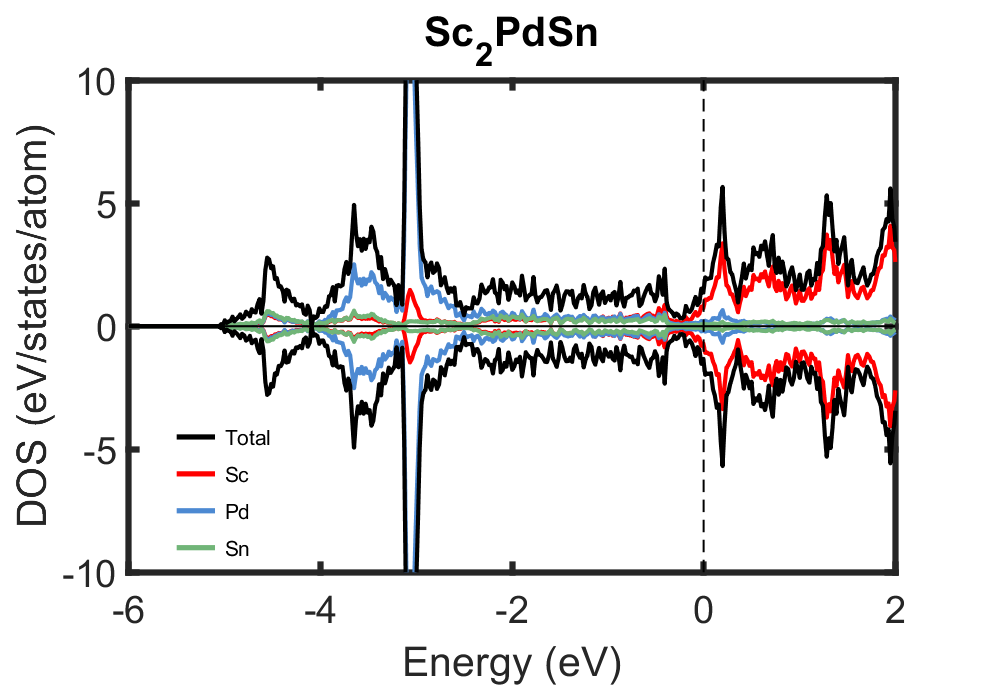 Sc₂PdSn
DOS (eV/states/atom)
10
5
0
-5
-10
Total
Sc
Pd
Sn
-6 -4 -2 0 2
Energy (eV)